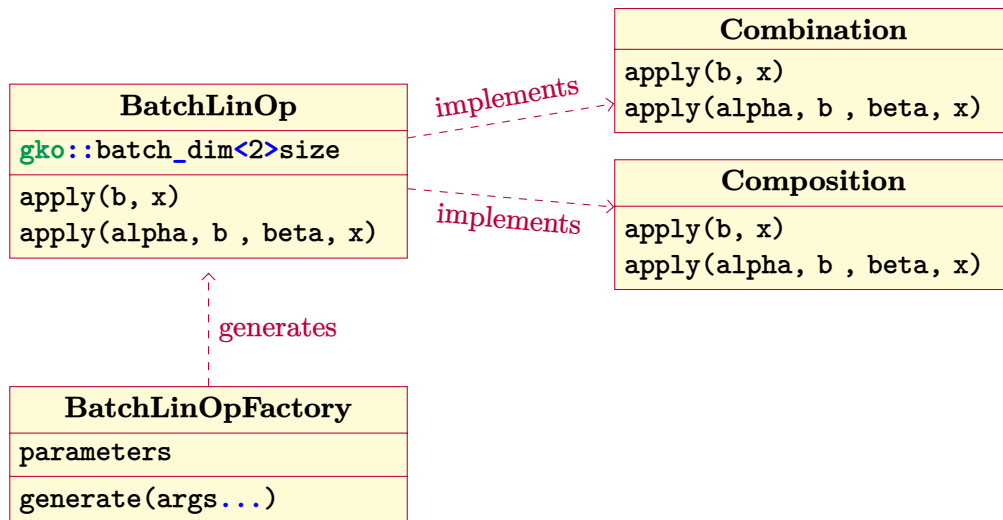 BatchLinOp
gko::batch_dim<2>size
apply(b, x)
apply(alpha, b , beta, x)
implements
implements
Combination
apply(b, x)
apply(alpha, b , beta, x)
Composition
apply(b, x)
apply(alpha, b , beta, x)
generates
BatchLinOpFactory
parameters
generate(args...)